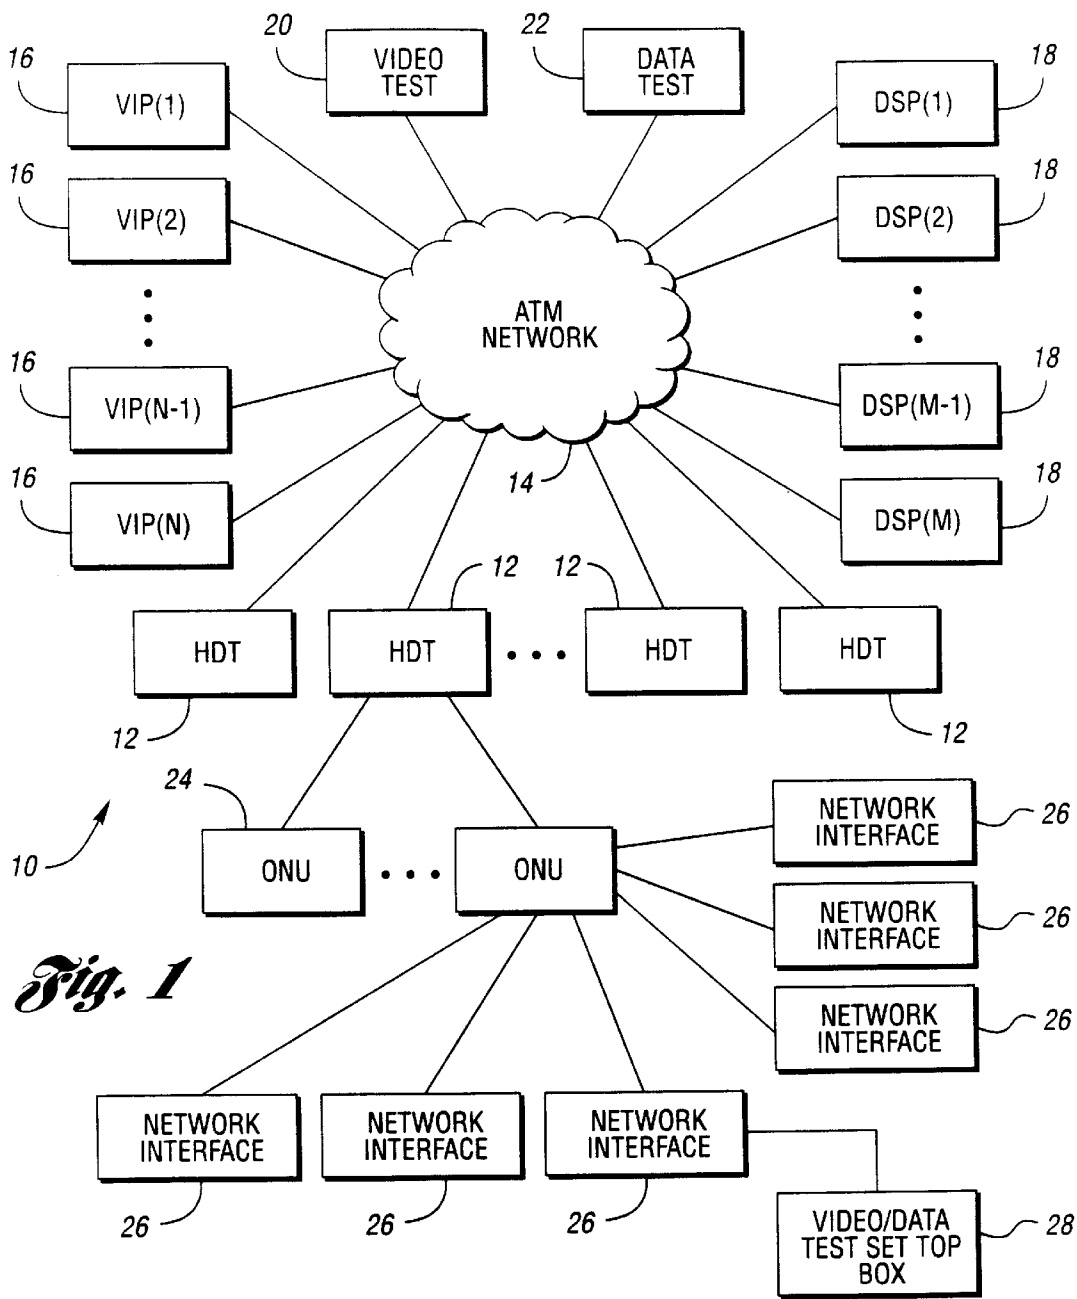 20
22
16
VIDEO
TEST
DATA
TEST
18
VIP(1)
DSP(1)
16
18
VIP(2)
DSP(2)
ATM
NETWORK
16
18
VIP(N-1)
DSP(M-1)
16
14
18
VIP(N)
DSP(M)
12
12
HDT
HDT
HDT
HDT
12
12
24
NETWORK
INTERFACE
26
10
ONU
ONU
NETWORK
INTERFACE
26
Fig. 1
NETWORK
INTERFACE
26
NETWORK
INTERFACE
NETWORK
INTERFACE
NETWORK
INTERFACE
26
26
26
VIDEO/DATA
TEST SET TOP
BOX
28